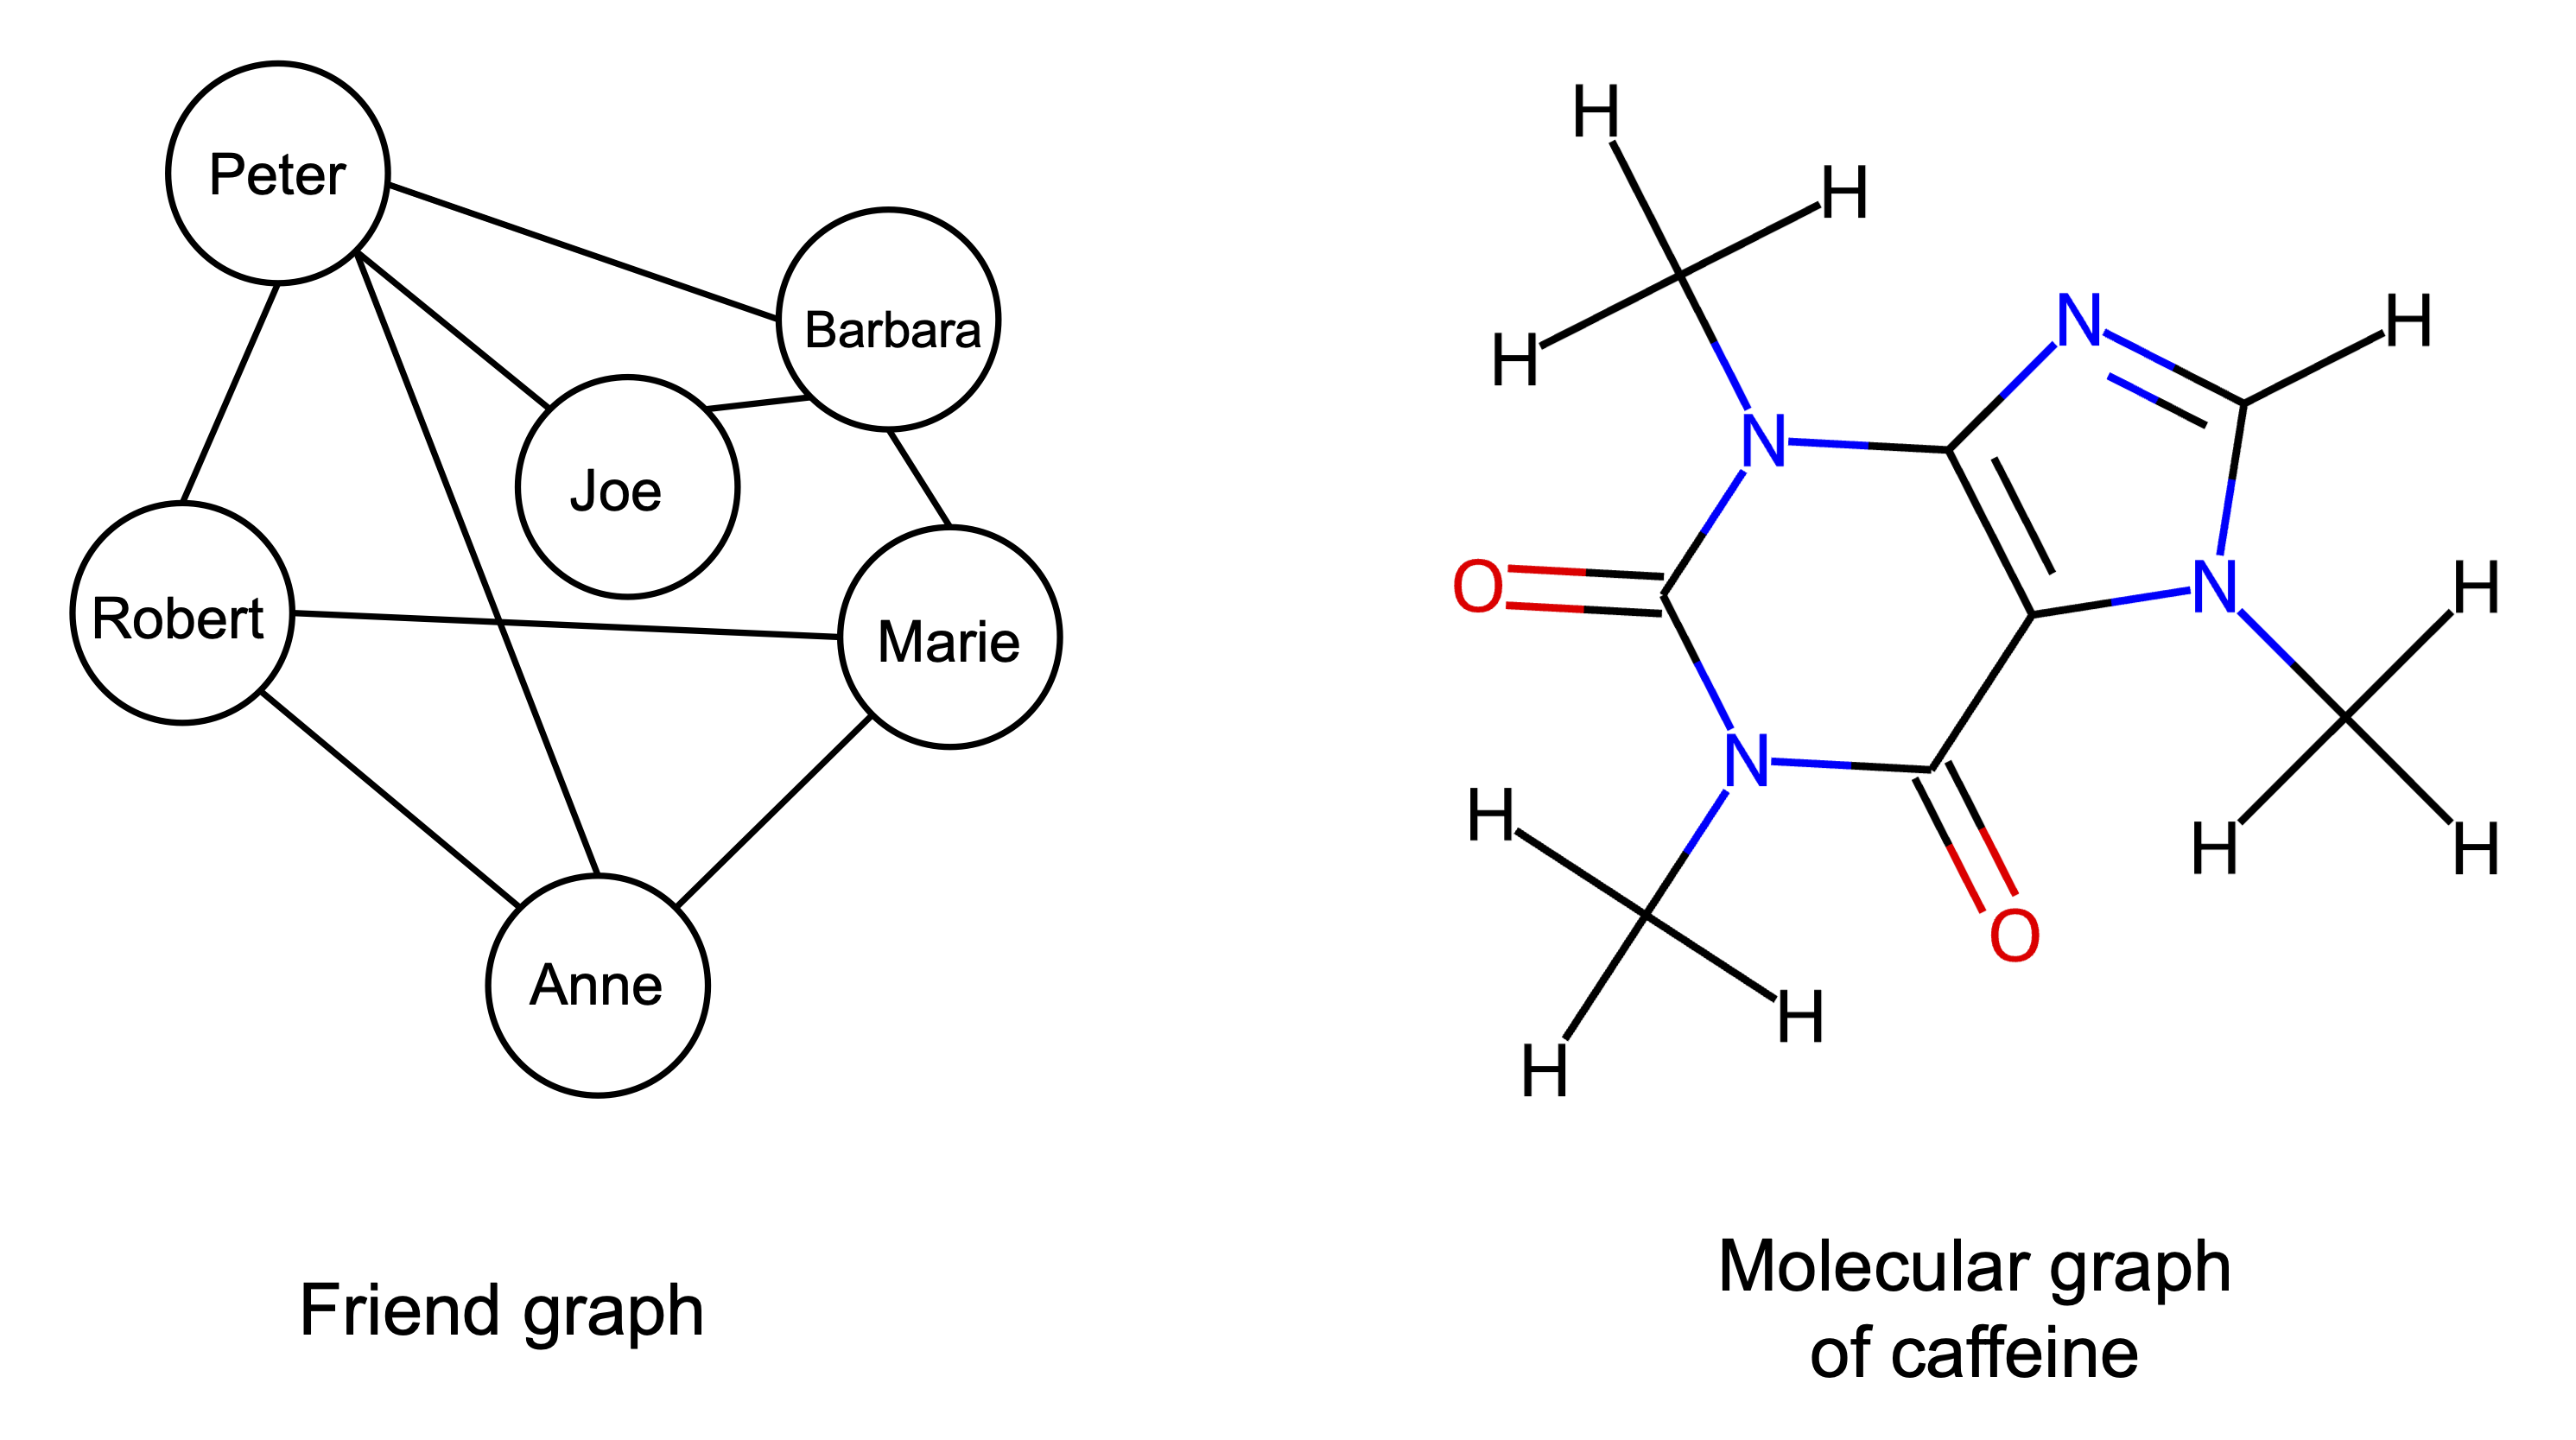 Peter
Barbara
Joe
Robert
Marie
Anne
Friend graph
H
H
H
N
H
N
O
N
H
N
H
H
H
O
H
H
Molecular graph
of caffeine